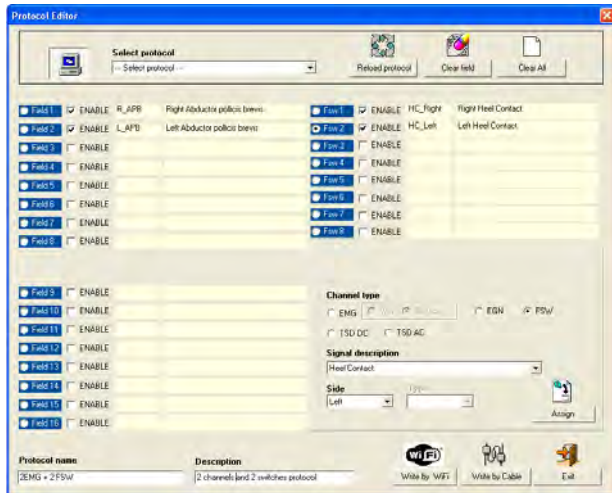 Protocol Editor
Select protocol
-- Select protocol --
Reload protocol
Clear field
Clear All
Field 1 ENABLE R_APB Right Abductor pollicis brevis
Field 2 ENABLE L_APB Left Abductor pollicis brevis
Field 3 ENABLE
Field 4 ENABLE
Field 5 ENABLE
Field 6 ENABLE
Field 7 ENABLE
Field 8 ENABLE
Fsw 1 ENABLE HC_Right Right Heel Contact
Fsw 2 ENABLE HC_Left Left Heel Contact
Fsw 3 ENABLE
Fsw 4 ENABLE
Fsw 5 ENABLE
Fsw 6 ENABLE
Fsw 7 ENABLE
Fsw 8 ENABLE
Field 9 ENABLE
Field 10 ENABLE
Field 11 ENABLE
Field 12 ENABLE
Field 13 ENABLE
Field 14 ENABLE
Field 15 ENABLE
Field 16 ENABLE
Channel type
EMG EGN FSW
TSD DC TSD AC
Signal description
Heel Contact
Side Type
Left
Assign
Protocol name
2EMG + 2 FSW
Description
2 channels and 2 switches protocol
WiFi
Write by WiFi
Write by Cable
Exit